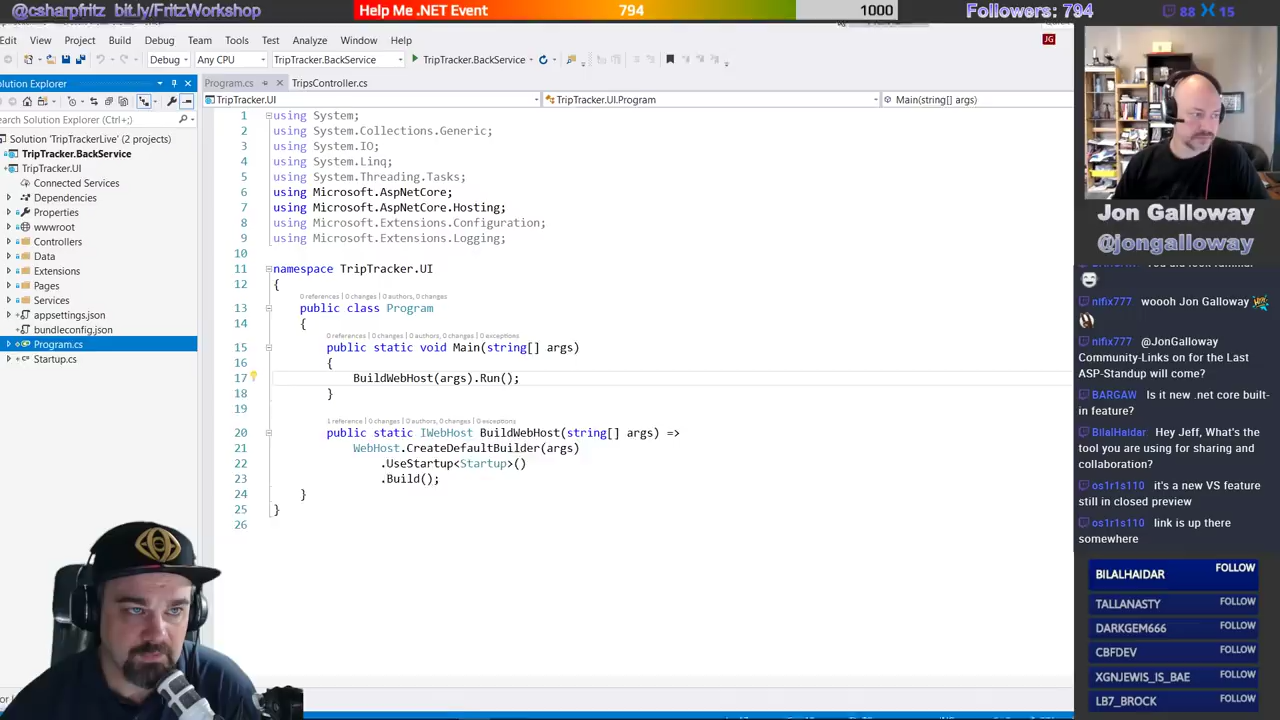 @csharpfritz bit.ly/FritzWorkshop
Help Me .NET Event 794 1000
Followers: 794
88 15
Edit View Project Build Debug Team Tools Test Analyze Window Help
JG
Debug Any CPU TripTracker.BackService TripTracker.BackService
Solution Explorer
Search Solution Explorer (Ctrl+;)
Solution 'TripTrackerLive' (2 projects)
TripTracker.BackService
TripTracker.UI
Connected Services
Dependencies
Properties
wwwroot
Controllers
Data
Extensions
Pages
Services
appsettings.json
bundleconfig.json
Program.cs
Startup.cs
Program.cs TripsController.cs
TripTracker.UI TripTracker.UI.Program Main(string[] args)
1 using System;
2 using System.Collections.Generic;
3 using System.IO;
4 using System.Linq;
5 using System.Threading.Tasks;
6 using Microsoft.AspNetCore;
7 using Microsoft.AspNetCore.Hosting;
8 using Microsoft.Extensions.Configuration;
9 using Microsoft.Extensions.Logging;
10
11 namespace TripTracker.UI
12 {
0 references | 0 changes | 0 authors, 0 changes
13 public class Program
14 {
0 references | 0 changes | 0 authors, 0 changes | 0 exceptions
15 public static void Main(string[] args)
16 {
17 BuildWebHost(args).Run();
18 }
19
1 reference | 0 changes | 0 authors, 0 changes | 0 exceptions
20 public static IWebHost BuildWebHost(string[] args) =>
21 WebHost.CreateDefaultBuilder(args)
22 .UseStartup<Startup>()
23 .Build();
24 }
25 }
26
Jon Galloway
@jongalloway
nifix777 woooh Jon Galloway
nifix777 @JonGalloway
Community-Links on for the Last
ASP-Standup will come?
BARGAW Is it new .net core built-
in feature?
BilalHaidar Hey Jeff, What's the
tool you are using for sharing and
collaboration?
os1r1s110 it's a new VS feature
still in closed preview
os1r1s110 link is up there
somewhere
BILALHAIDAR FOLLOW
TALLANASTY FOLLOW
DARKGEM666 FOLLOW
CBFDEV FOLLOW
XGNJEWIS_IS_BAE FOLLOW
LB7_BROCK FOLLOW